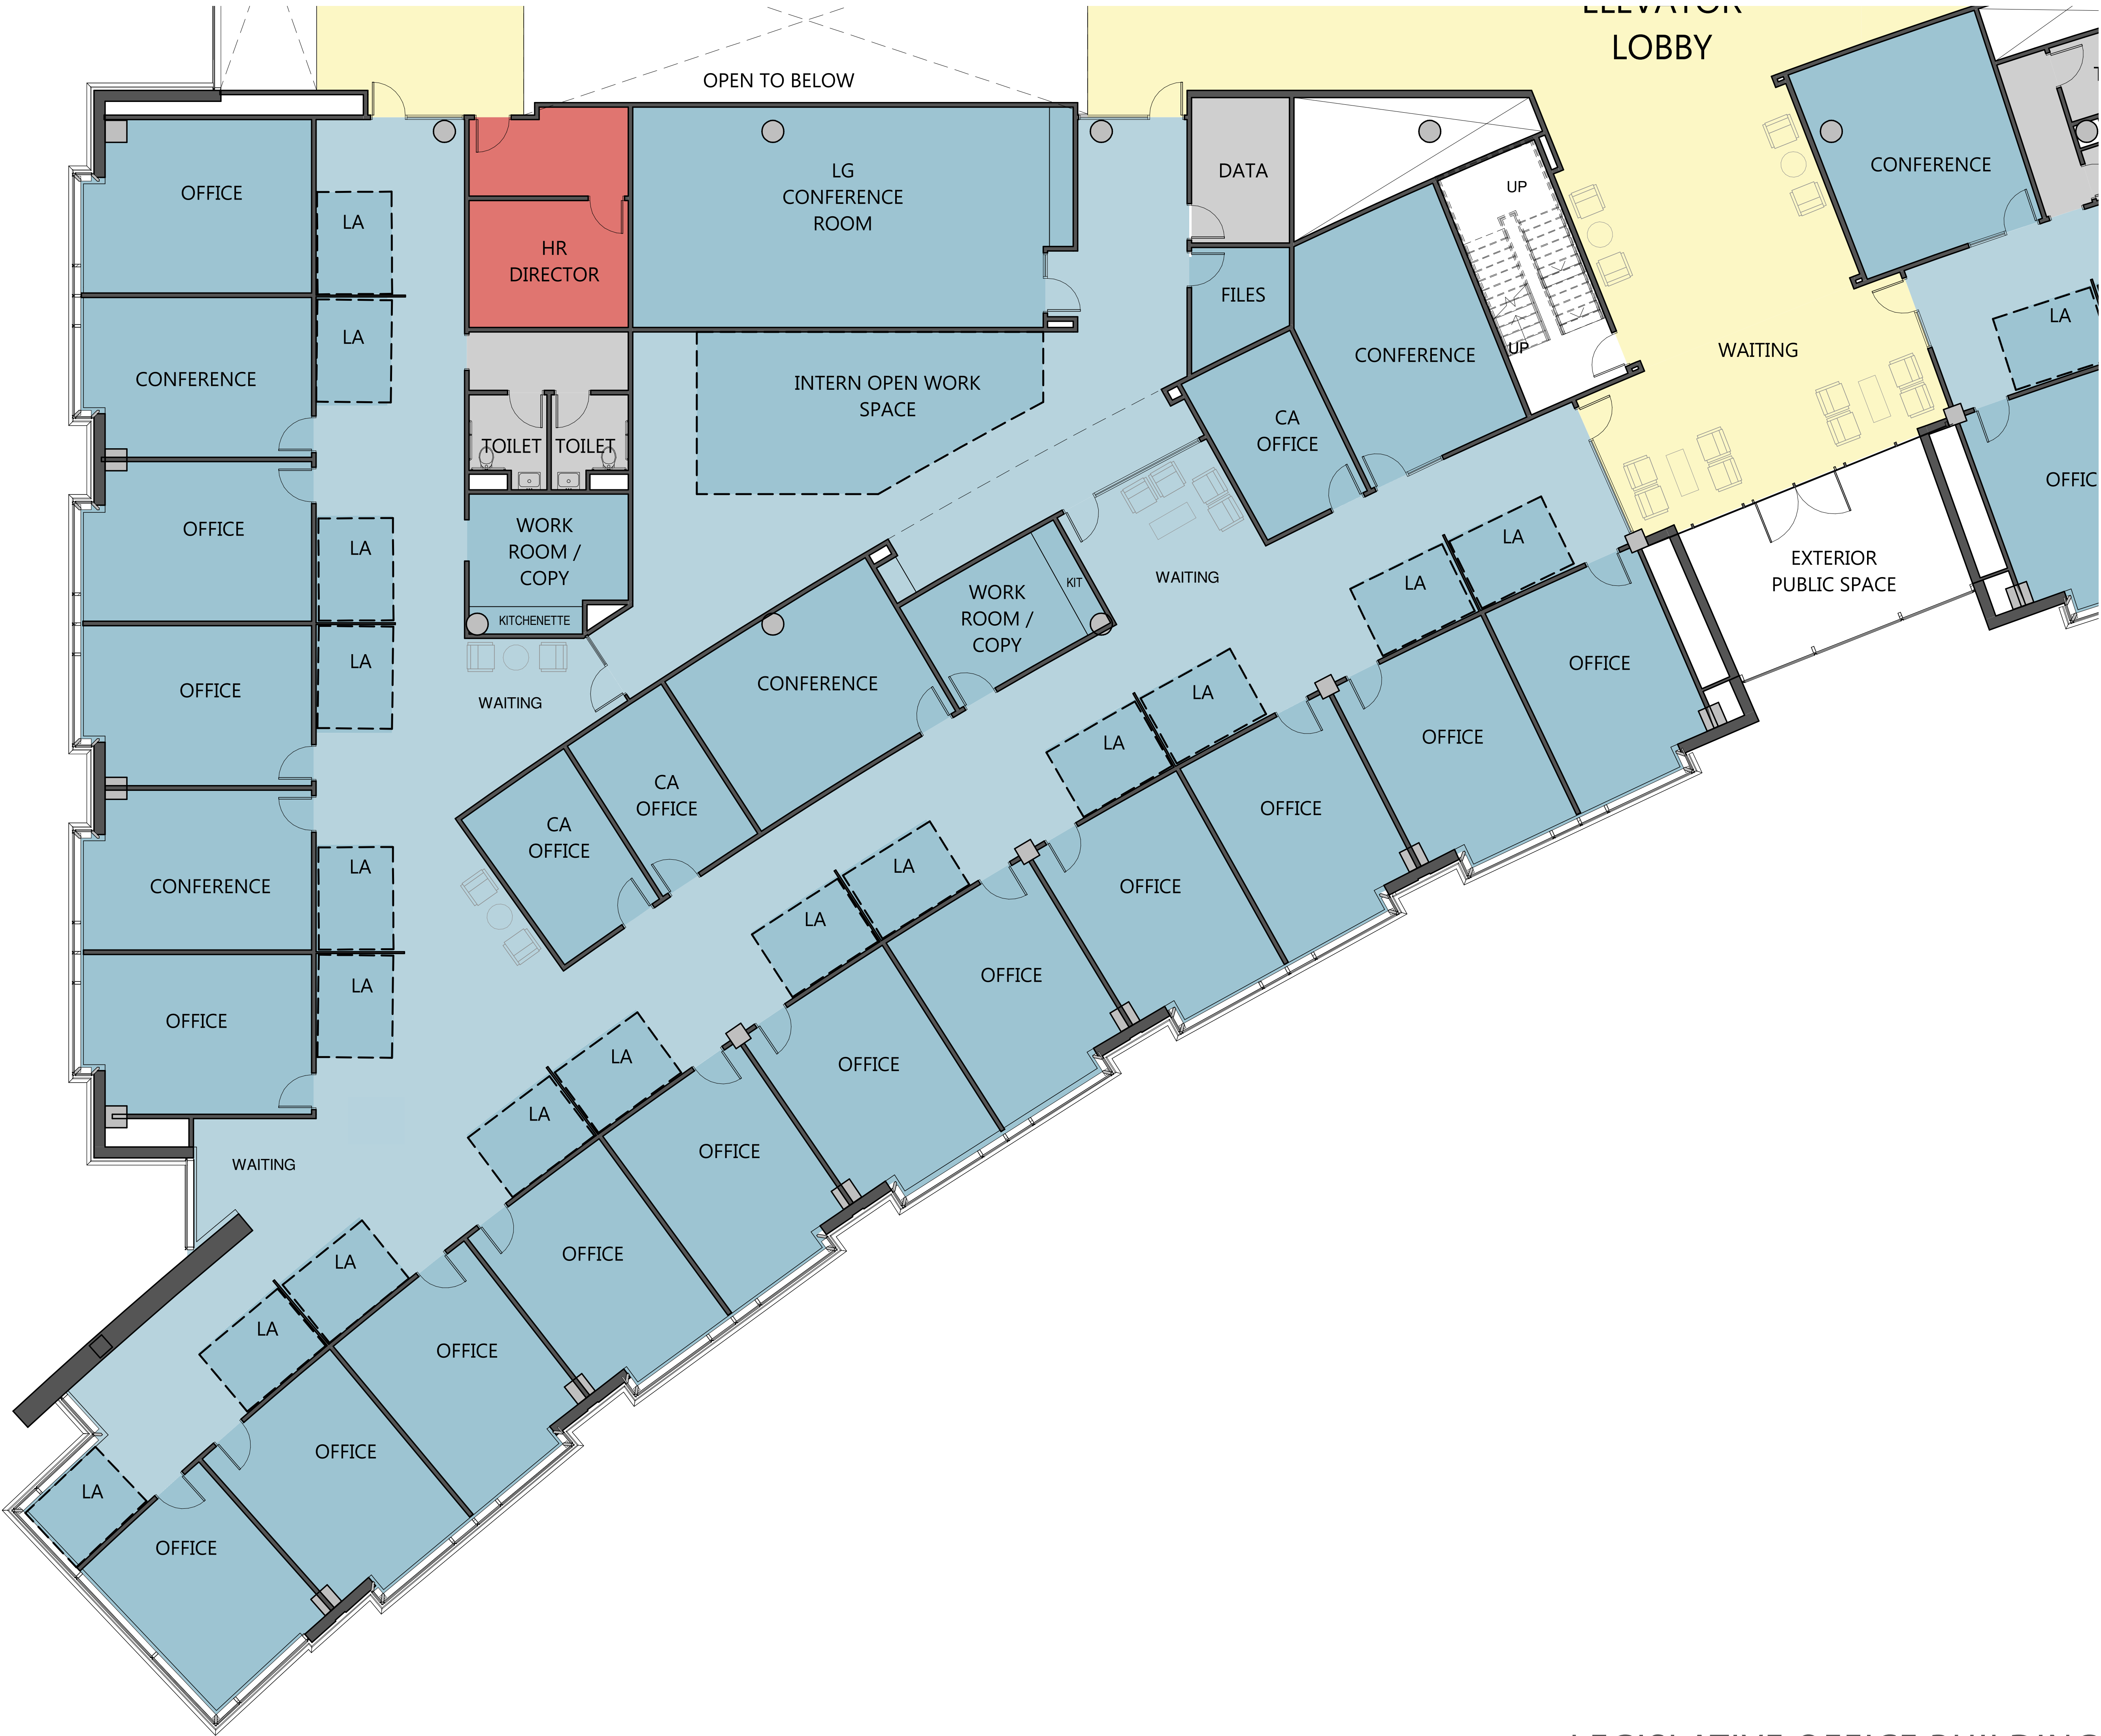 ELEVATOR
LOBBY
OPEN TO BELOW
OFFICE
LA
HR
DIRECTOR
LG
CONFERENCE
ROOM
DATA
UP
CONFERENCE
FILES
LA
CONFERENCE
LA
INTERN OPEN WORK
SPACE
CONFERENCE
UP
WAITING
CA
OFFICE
TOILET
TOILET
OFFICE
OFFIC
LA
WORK
ROOM /
COPY
KITCHENETTE
WAITING
KIT
WORK
ROOM /
COPY
LA
LA
EXTERIOR
PUBLIC SPACE
OFFICE
LA
OFFICE
WAITING
CONFERENCE
LA
LA
OFFICE
OFFICE
CA
OFFICE
CA
OFFICE
OFFICE
CONFERENCE
LA
LA
LA
OFFICE
OFFICE
LA
OFFICE
LA
LA
OFFICE
OFFICE
WAITING
LA
LA
OFFICE
OFFICE
OFFICE
LA
OFFICE
OFFICE
LEGISLATIVE OFFICE BUILDING